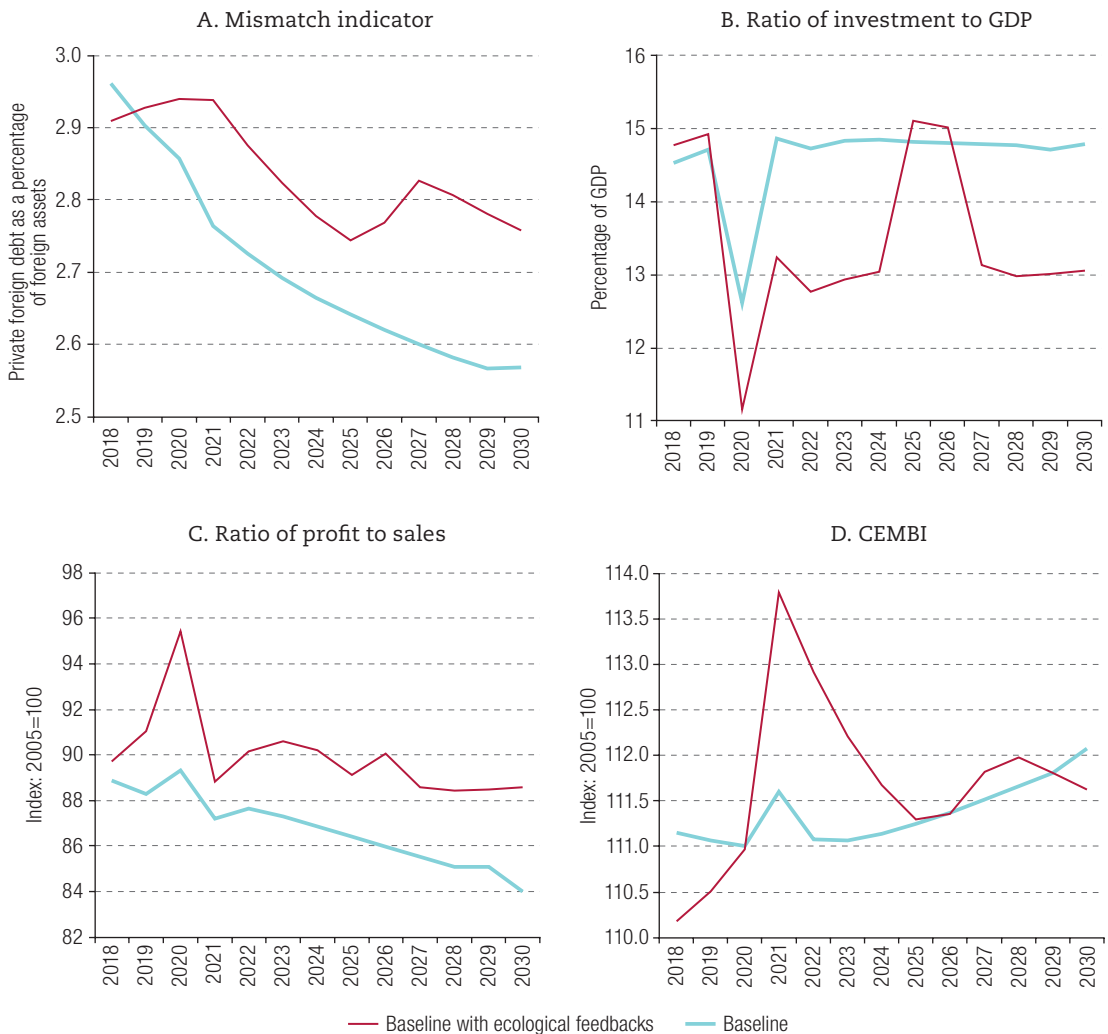 A. Mismatch indicator
Private foreign debt as a percentage
of foreign assets
3.0
2.9
2.8
2.7
2.6
2.5
2018 2019 2020 2021 2022 2023 2024 2025 2026 2027 2028 2029 2030
B. Ratio of investment to GDP
Percentage of GDP
16
15
14
13
12
11
2018 2019 2020 2021 2022 2023 2024 2025 2026 2027 2028 2029 2030
C. Ratio of profit to sales
Index: 2005=100
98
96
94
92
90
88
86
84
82
2018 2019 2020 2021 2022 2023 2024 2025 2026 2027 2028 2029 2030
D. CEMBI
Index: 2005=100
114.0
113.5
113.0
112.5
112.0
111.5
111.0
110.5
110.0
2018 2019 2020 2021 2022 2023 2024 2025 2026 2027 2028 2029 2030
Baseline with ecological feedbacks Baseline